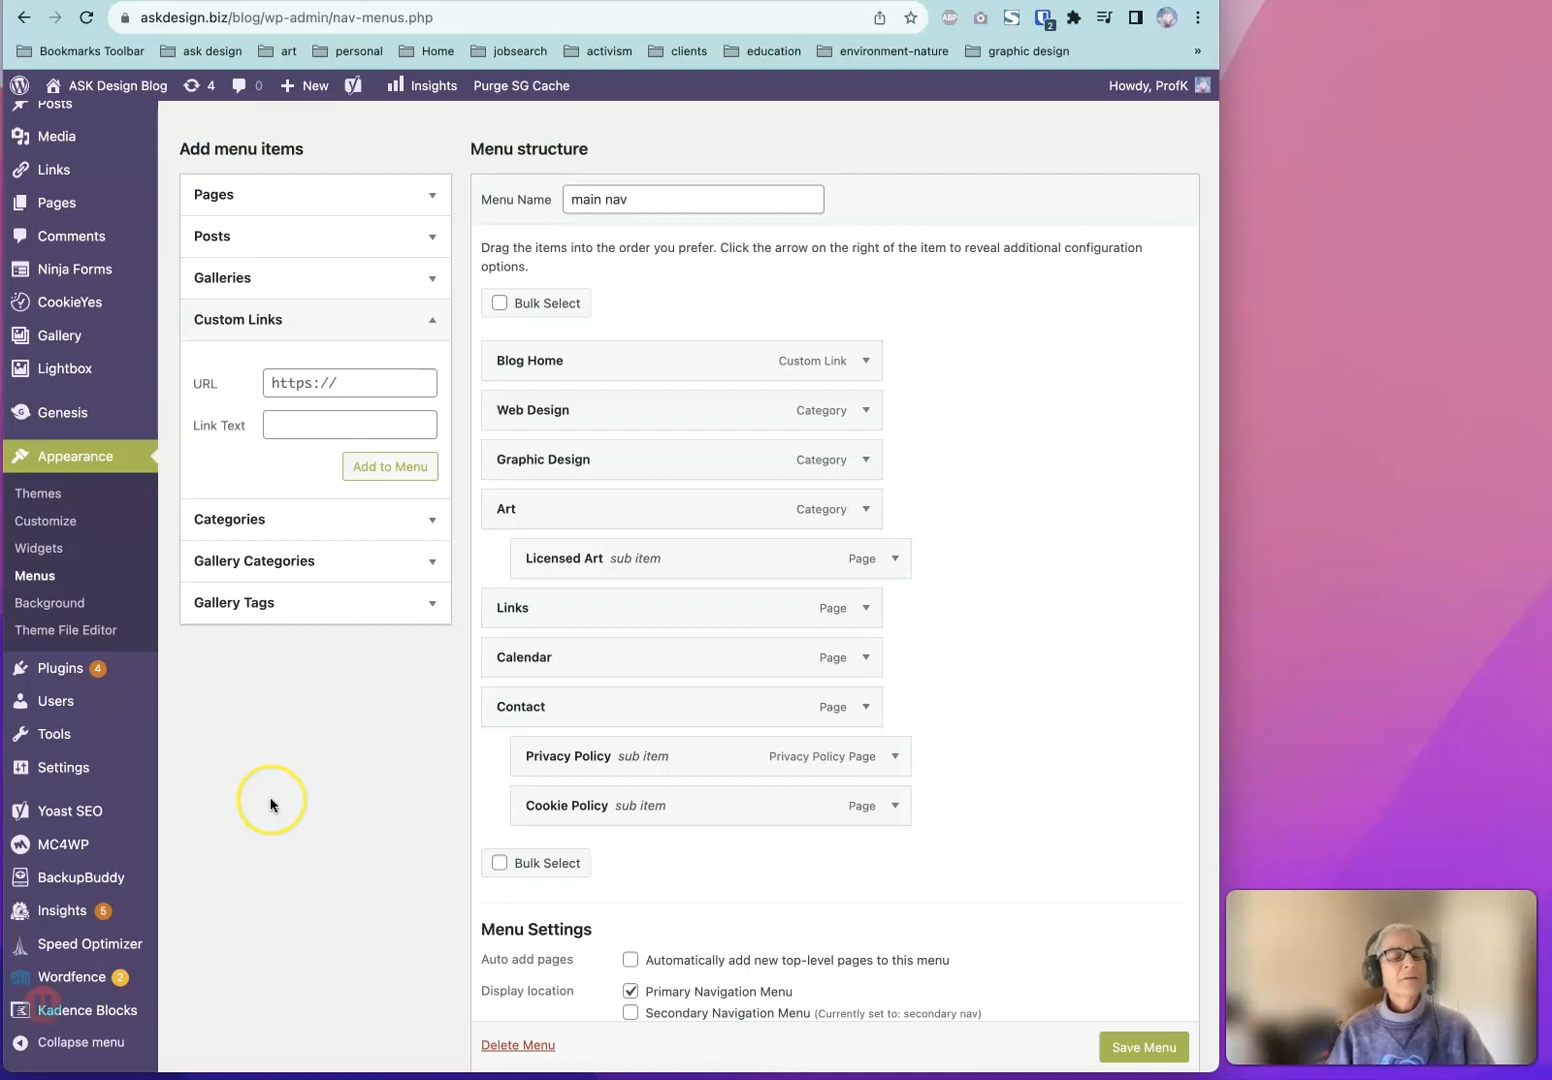 askdesign.biz/blog/wp-admin/nav-menus.php
ABP
2
Bookmarks Toolbar
ask design
art
personal
Home
jobsearch
activism
clients
education
environment-nature
graphic design
»
ASK Design Blog
4
0
New
Insights
Purge SG Cache
Howdy, ProfK
Posts
Media
Links
Pages
Comments
Ninja Forms
CookieYes
Gallery
Lightbox
Genesis
Appearance
Themes
Customize
Widgets
Menus
Background
Theme File Editor
Plugins 4
Users
Tools
Settings
Yoast SEO
MC4WP
BackupBuddy
Insights 5
Speed Optimizer
Wordfence 2
Kadence Blocks
Collapse menu
Add menu items
Pages
Posts
Galleries
Custom Links
URL https://
Link Text
Add to Menu
Categories
Gallery Categories
Gallery Tags
Menu structure
Menu Name main nav
Drag the items into the order you prefer. Click the arrow on the right of the item to reveal additional configuration
options.
Bulk Select
Blog Home Custom Link
Web Design Category
Graphic Design Category
Art Category
Licensed Art sub item Page
Links Page
Calendar Page
Contact Page
Privacy Policy sub item Privacy Policy Page
Cookie Policy sub item Page
Bulk Select
Menu Settings
Auto add pages Automatically add new top-level pages to this menu
Display location Primary Navigation Menu
Secondary Navigation Menu (Currently set to: secondary nav)
Delete Menu
Save Menu